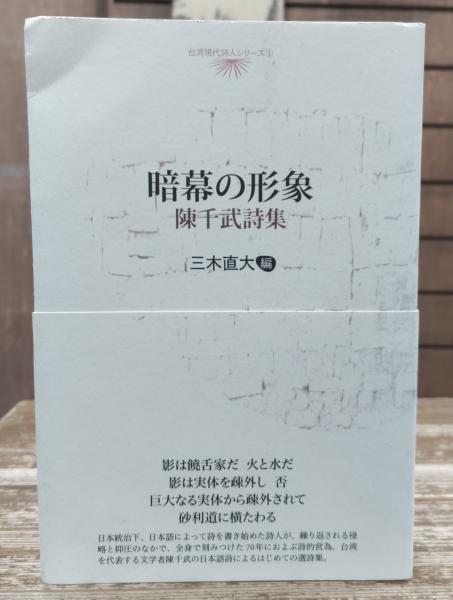 台湾現代詩人シリーズ①
暗幕の形象
陳千武詩集
三木直大 編
影は饒舌家だ 火と水だ
影は実体を疎外し 否
巨大なる実体から疎外されて
砂利道に横たわる
日本統治下、日本語によって詩を書き始めた詩人が、繰り返される侵
略と抑圧のなかで、全身で刻みつけた70年におよぶ詩的営為。台湾
を代表する文学者陳千武の日本語詩によるはじめての選詩集。